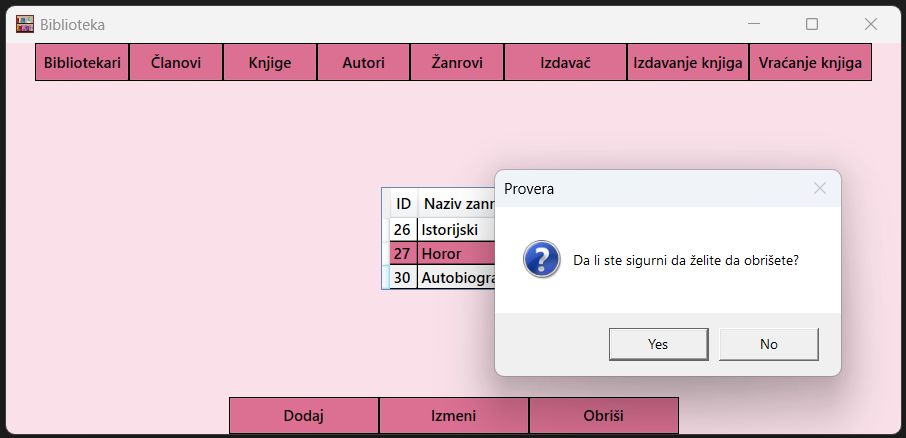 Biblioteka
Bibliotekari Članovi Knjige Autori Žanrovi Izdavač Izdavanje knjiga Vraćanje knjiga
Provera
ID Naziv zanr
26 Istorijski
27 Horor
Da li ste sigurni da želite da obrišete?
30 Autobiogra
Yes No
Dodaj Izmeni Obriši